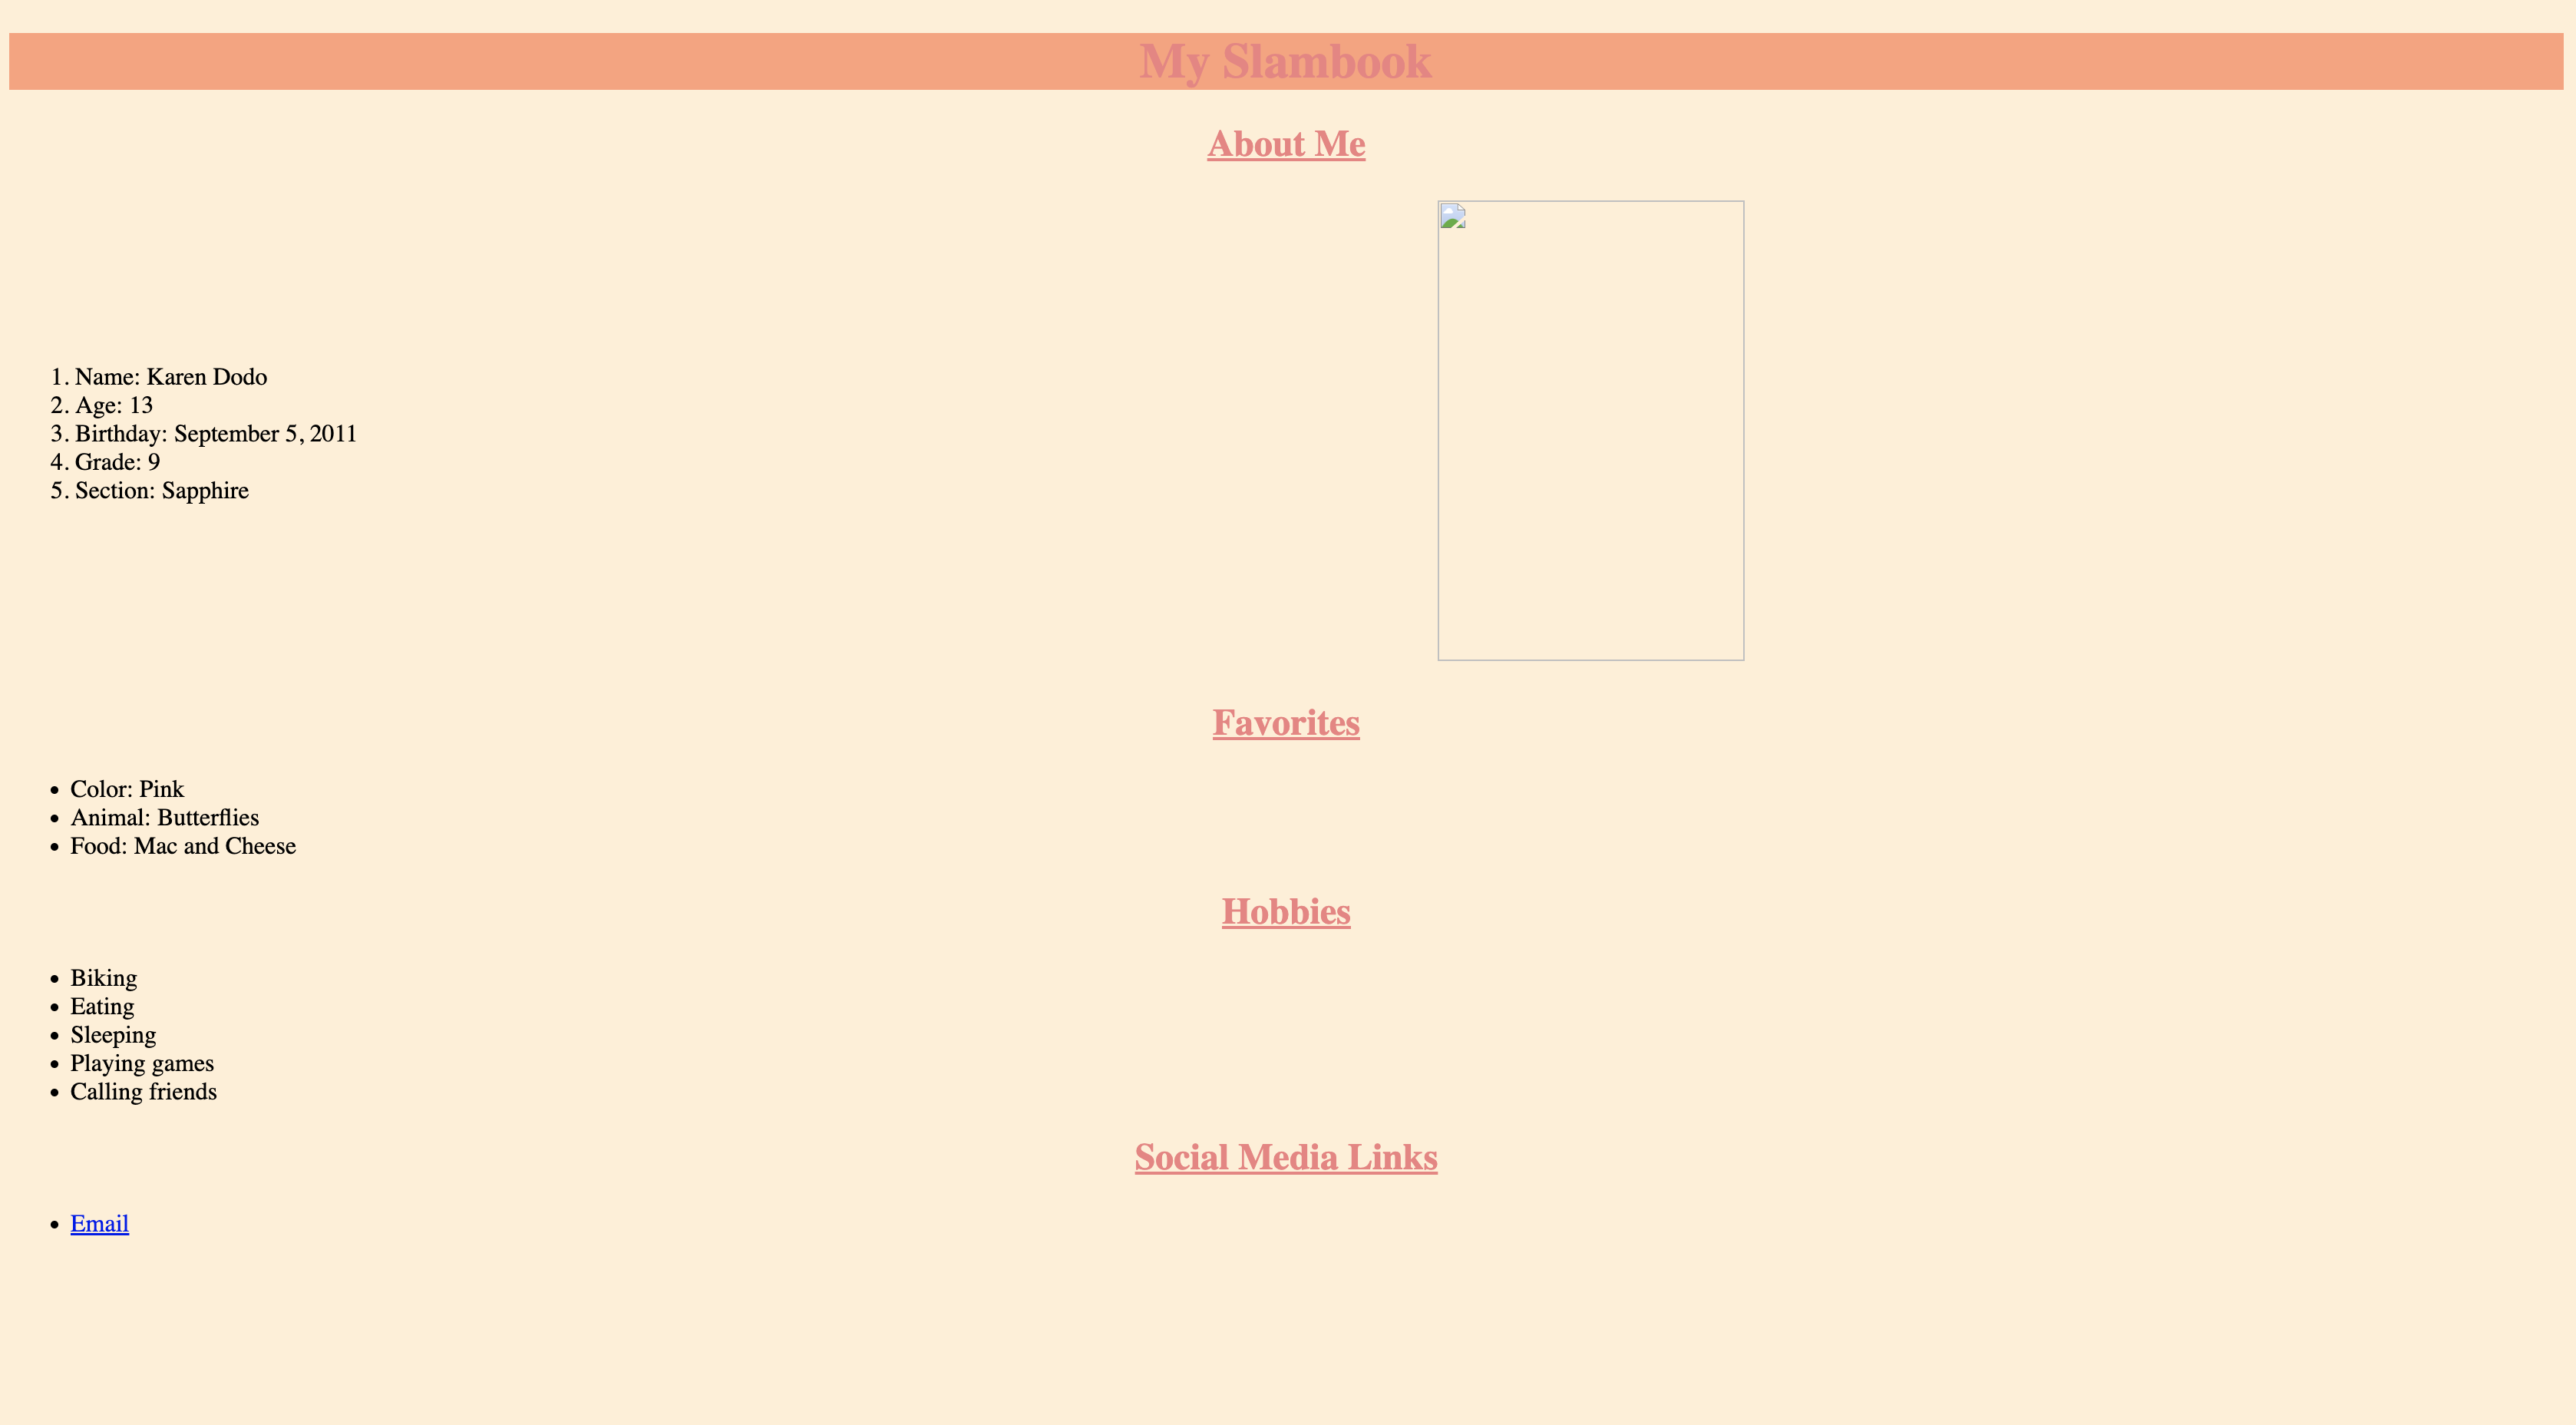 My Slambook
About Me
1. Name: Karen Dodo
2. Age: 13
3. Birthday: September 5, 2011
4. Grade: 9
5. Section: Sapphire
Favorites
• Color: Pink
• Animal: Butterflies
• Food: Mac and Cheese
Hobbies
• Biking
• Eating
• Sleeping
• Playing games
• Calling friends
Social Media Links
• Email